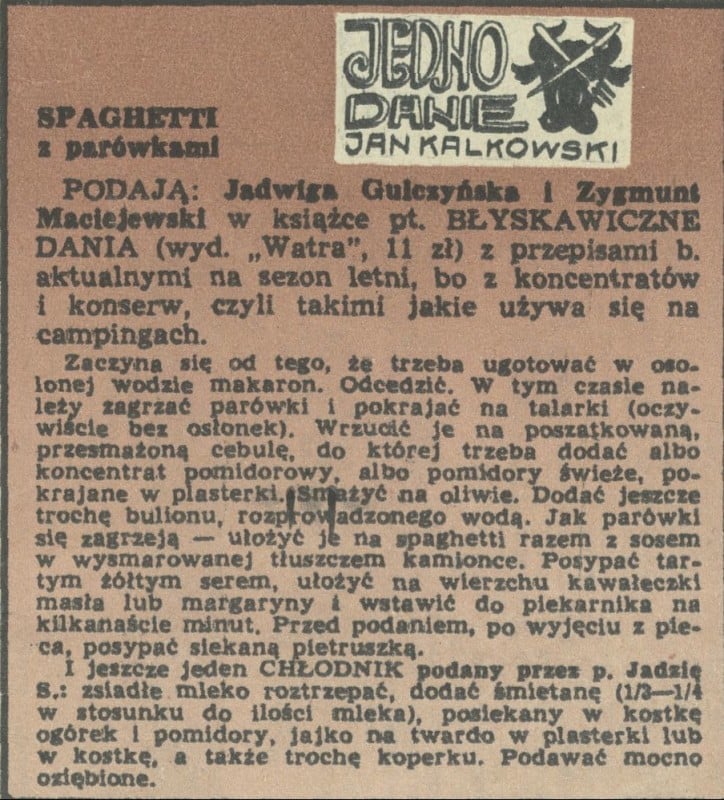 JEDNO
DANIE
JAN KALKOWSKI
SPAGHETTI
z parówkami
PODAJĄ: Jadwiga Gulczyńska i Zygmunt
Maciejewski w książce pt. BŁYSKAWICZNE
DANIA (wyd. „Watra”, 11 zł) z przepisami b.
aktualnymi na sezon letni, bo z koncentratów
i konserw, czyli takimi jakie używa się na
campingach.
Zaczyna się od tego, że trzeba ugotować w oso-
lonej wodzie makaron. Odcedzić. W tym czasie na-
leży zagrzać parówki i pokrajać na talarki (oczy-
wiście bez osłonek). Wrzucić je na poszatkowaną,
przesmażoną cebulę, do której trzeba dodać albo
koncentrat pomidorowy, albo pomidory świeże, po-
krajane w plasterki. Smażyć na oliwie. Dodać jeszcze
trochę bulionu, rozprowadzonego wodą. Jak parówki
się zagrzeją — ułożyć je na spaghetti razem z sosem
w wysmarowanej tłuszczem kamionce. Posypać tar-
tym żółtym serem, ułożyć na wierzchu kawałeczki
masła lub margaryny i wstawić do piekarnika na
kilkanaście minut. Przed podaniem, po wyjęciu z pie-
ca, posypać siekaną pietruszką.
I jeszcze jeden CHŁODNIK podany przez p. Jadzię
S.: zsiadłe mleko roztrzepać, dodać śmietanę (1/3—1/4
w stosunku do ilości mleka), posiekany w kostkę
ogórek i pomidory, jajko na twardo w plasterki lub
w kostkę, a także trochę koperku. Podawać mocno
oziębione.